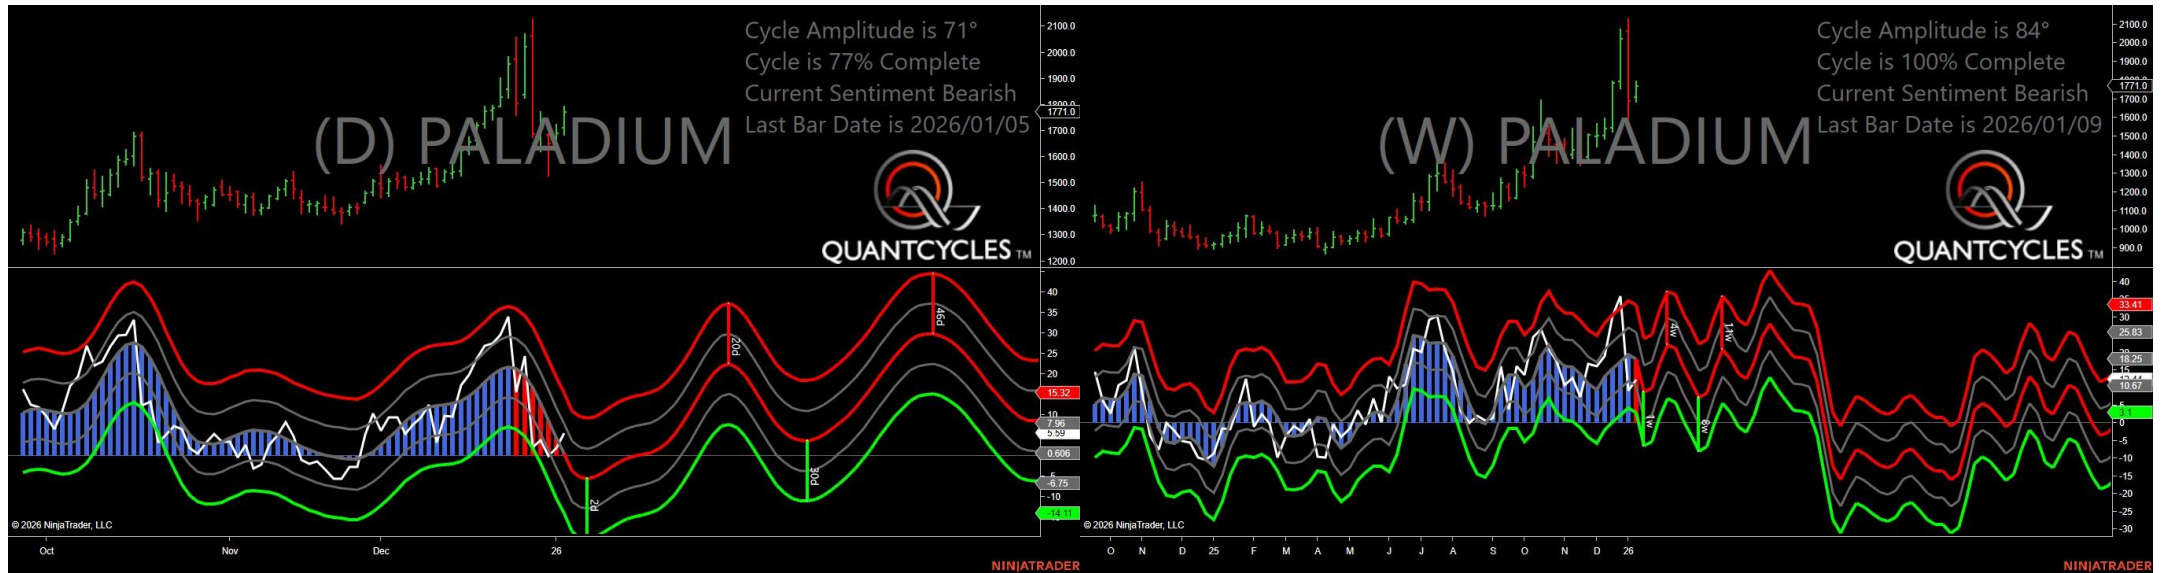 Cycle Amplitude is 71°
Cycle is 77% Complete
Current Sentiment Bearish
Last Bar Date is 2026/01/05
(D) PALADIUM
QUANTCYCLES TM
2100.0
2000.0
1900.0
1800.0
1771.0
1700.0
1600.0
1500.0
1400.0
1300.0
1200.0
20d
46d
30d
2d
40
35
30
25
20
15.32
10
7.96
5.59
0.606
-6.75
-10
-14.11
© 2026 NinjaTrader, LLC
Oct
Nov
Dec
26
NINJATRADER
Cycle Amplitude is 84°
Cycle is 100% Complete
Current Sentiment Bearish
Last Bar Date is 2026/01/09
(W) PALADIUM
QUANTCYCLES TM
2100.0
2000.0
1900.0
1771.0
1700.0
1600.0
1500.0
1400.0
1300.0
1200.0
1100.0
1000.0
900.0
4w
11w
1w
6w
40
33.41
30
25.83
18.25
15
10.67
5
3.1
0
-5
-10
-15
-20
-25
-30
© 2026 NinjaTrader, LLC
O
N
D
25
F
M
A
M
J
J
A
S
O
N
D
26
NINJATRADER